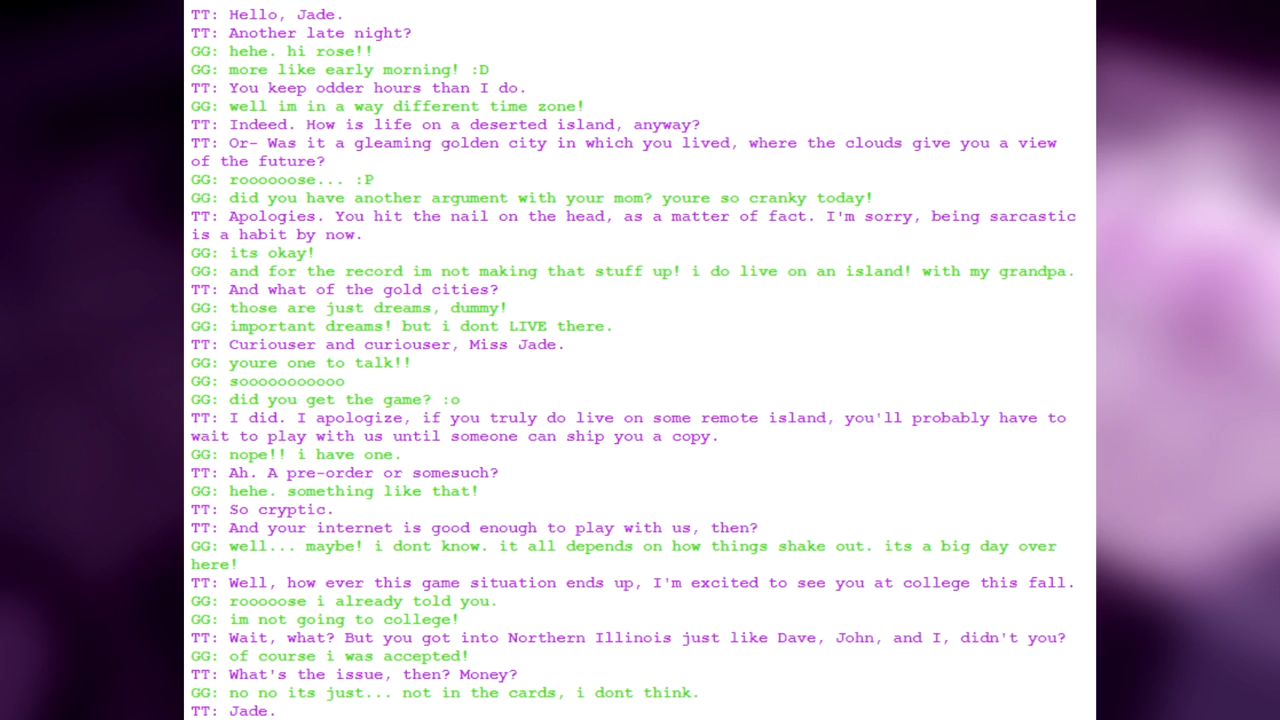 TT: Hello, Jade.
TT: Another late night?
GG: hehe. hi rose!!
GG: more like early morning! :D
TT: You keep odder hours than I do.
GG: well im in a way different time zone!
TT: Indeed. How is life on a deserted island, anyway?
TT: Or- Was it a gleaming golden city in which you lived, where the clouds give you a view
of the future?
GG: roooooose... :P
GG: did you have another argument with your mom? youre so cranky today!
TT: Apologies. You hit the nail on the head, as a matter of fact. I'm sorry, being sarcastic
is a habit by now.
GG: its okay!
GG: and for the record im not making that stuff up! i do live on an island! with my grandpa.
TT: And what of the gold cities?
GG: those are just dreams, dummy!
GG: important dreams! but i dont LIVE there.
TT: Curiouser and curiouser, Miss Jade.
GG: youre one to talk!!
GG: sooooooooooo
GG: did you get the game? :o
TT: I did. I apologize, if you truly do live on some remote island, you'll probably have to
wait to play with us until someone can ship you a copy.
GG: nope!! i have one.
TT: Ah. A pre-order or somesuch?
GG: hehe. something like that!
TT: So cryptic.
TT: And your internet is good enough to play with us, then?
GG: well... maybe! i dont know. it all depends on how things shake out. its a big day over
here!
TT: Well, how ever this game situation ends up, I'm excited to see you at college this fall.
GG: rooooose i already told you.
GG: im not going to college!
TT: Wait, what? But you got into Northern Illinois just like Dave, John, and I, didn't you?
GG: of course i was accepted!
TT: What's the issue, then? Money?
GG: no no its just... not in the cards, i dont think.
TT: Jade.